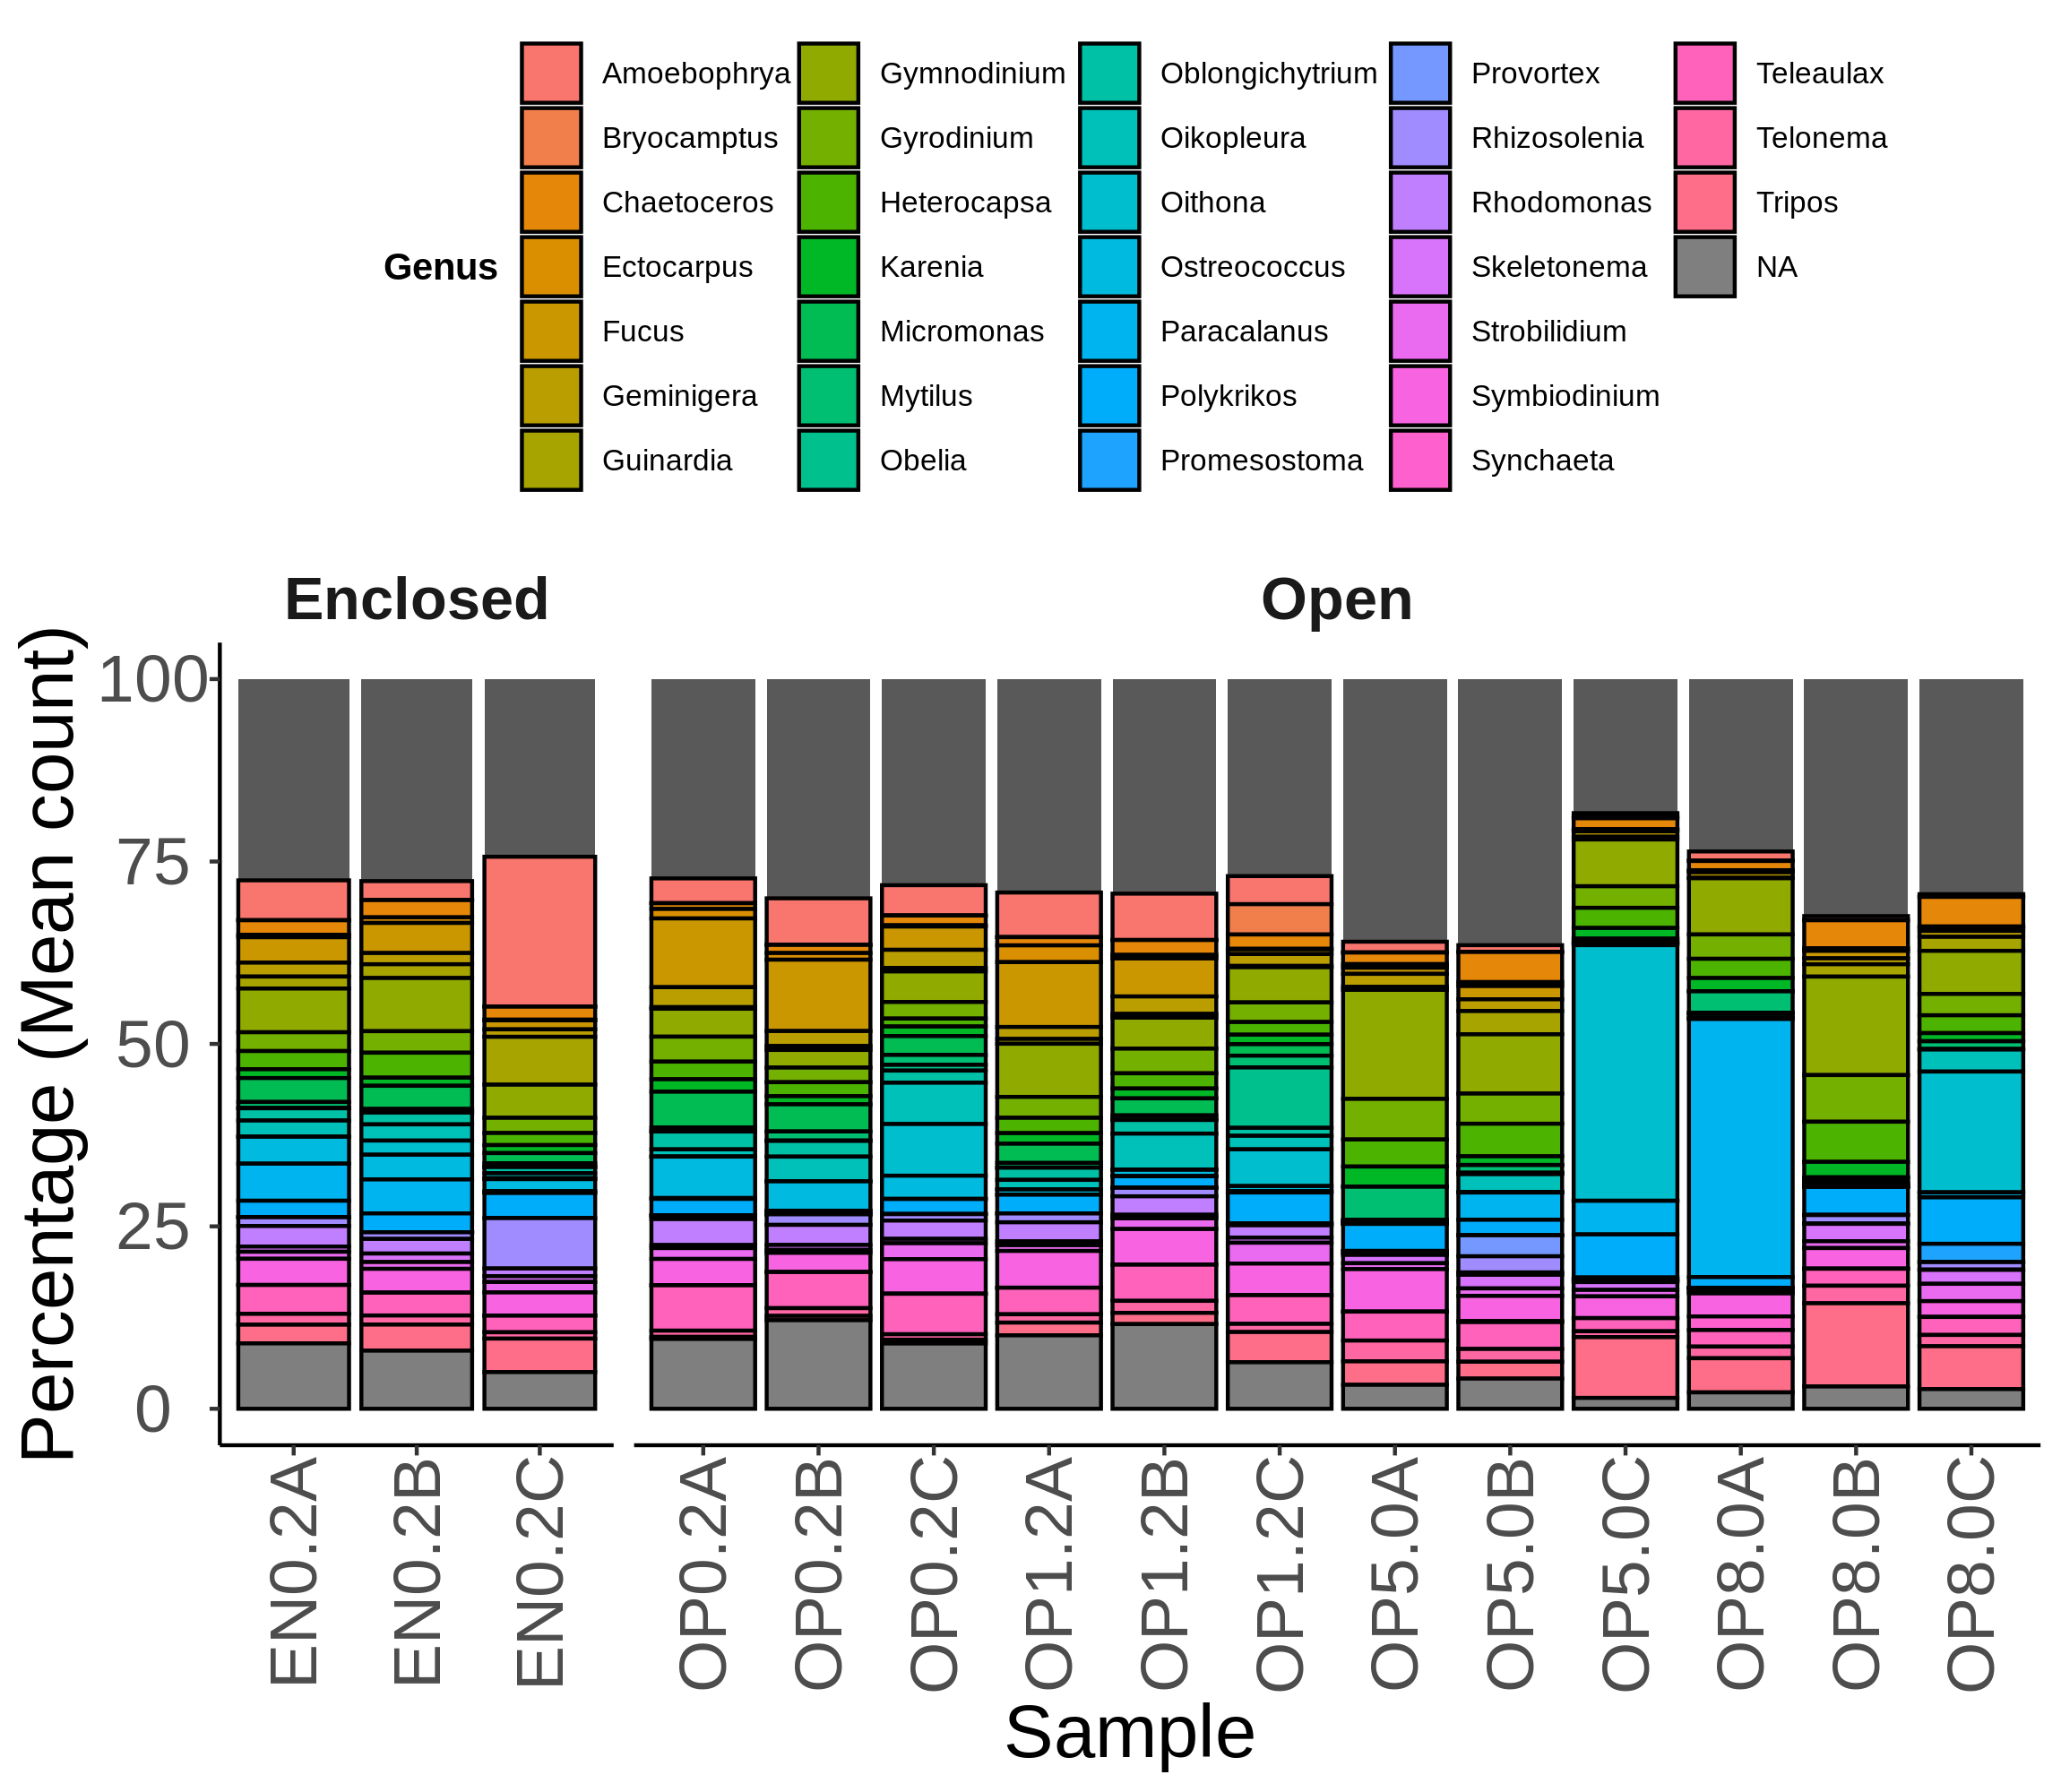 Amoebophrya Gymnodinium Oblongichytrium Provortex Teleaulax
Bryocamptus Gyrodinium Oikopleura Rhizosolenia Telonema
Chaetoceros Heterocapsa Oithona Rhodomonas Tripos
Genus Ectocarpus Karenia Ostreococcus Skeletonema NA
Fucus Micromonas Paracalanus Strobilidium
Geminigera Mytilus Polykrikos Symbiodinium
Guinardia Obelia Promesostoma Synchaeta
Enclosed Open
Percentage (Mean count)
100
75
50
25
0
EN0.2A EN0.2B EN0.2C OP0.2A OP0.2B OP0.2C OP1.2A OP1.2B OP1.2C OP5.0A OP5.0B OP5.0C OP8.0A OP8.0B OP8.0C
Sample